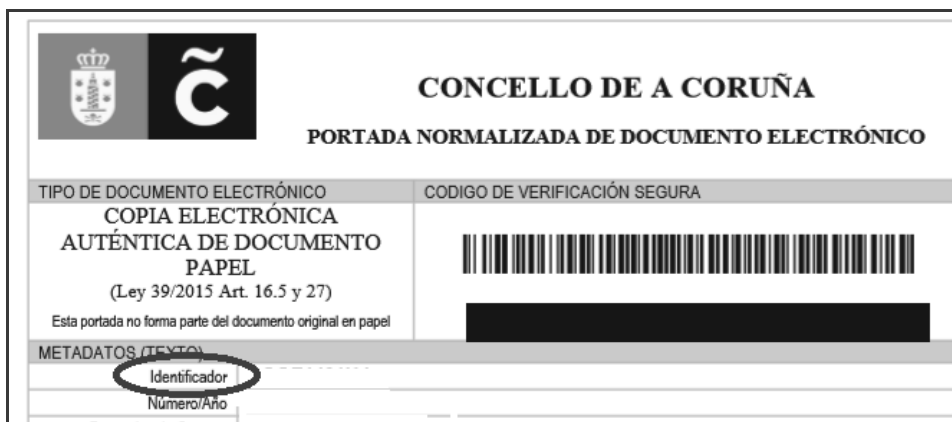 CONCELLO DE A CORUÑA
PORTADA NORMALIZADA DE DOCUMENTO ELECTRÓNICO
TIPO DE DOCUMENTO ELECTRÓNICO
CODIGO DE VERIFICACIÓN SEGURA
COPIA ELECTRÓNICA
AUTÉNTICA DE DOCUMENTO
PAPEL
(Ley 39/2015 Art. 16.5 y 27)
Esta portada no forma parte del documento original en papel
METADATOS (TEXTO)
Identificador
Número/Año